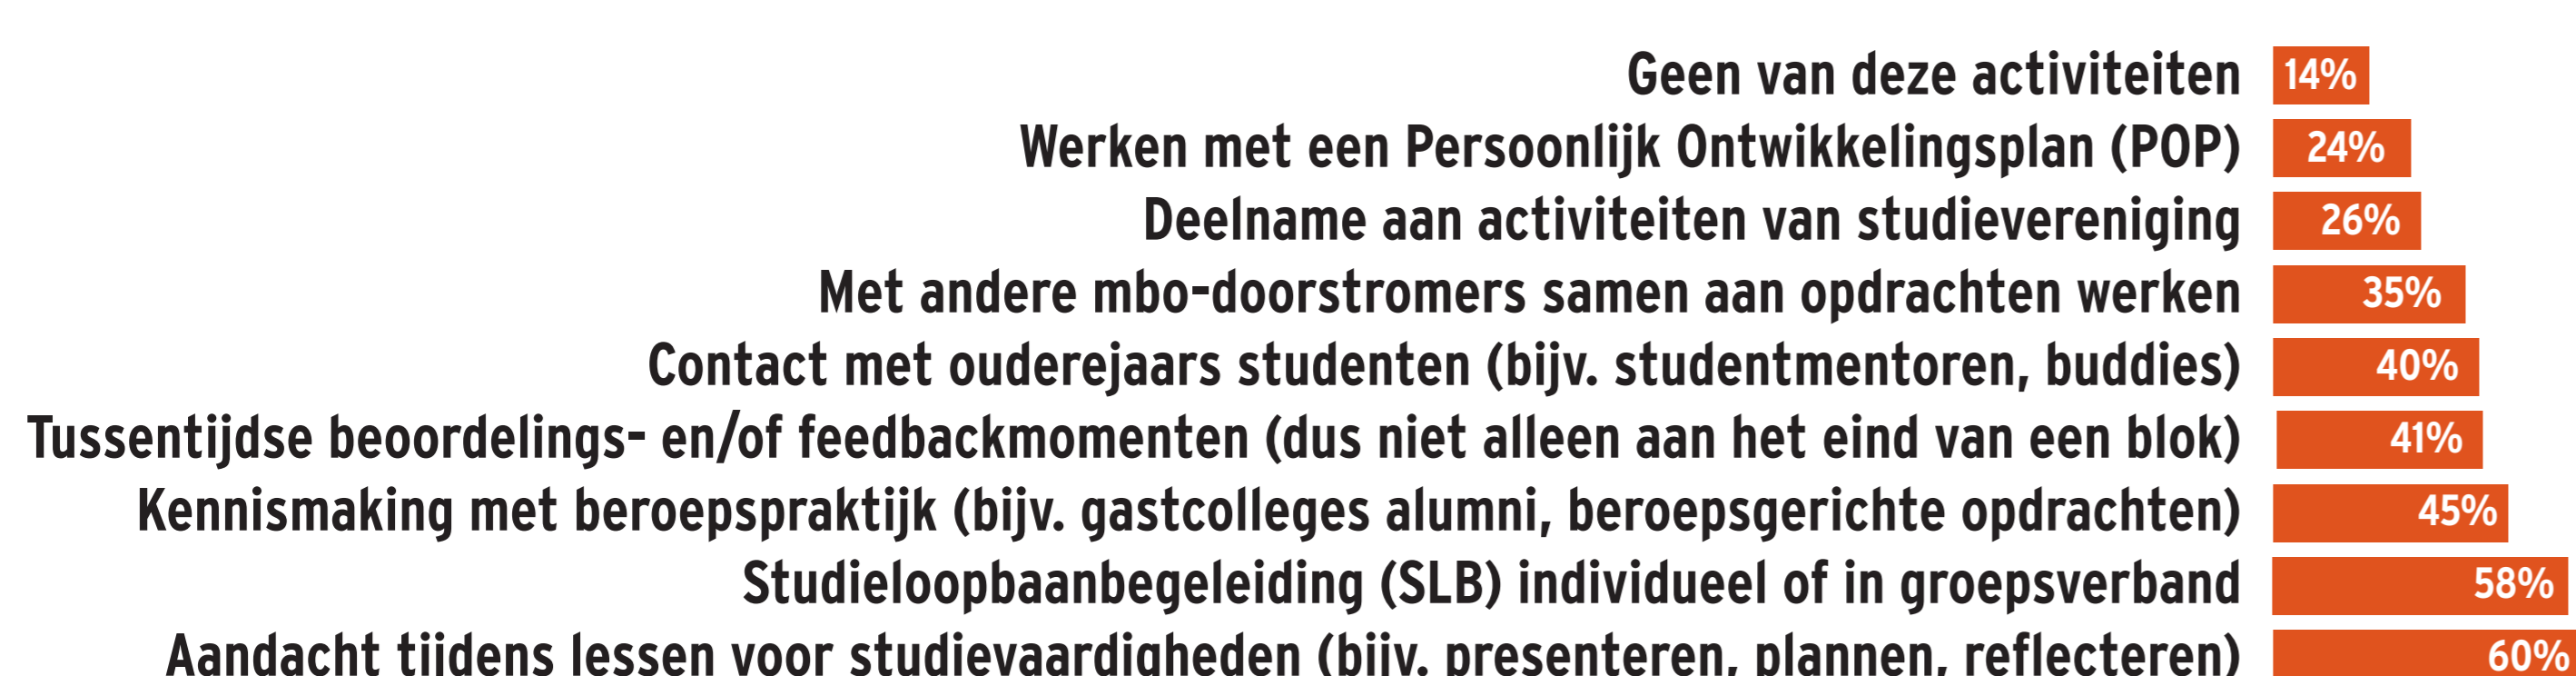 Geen van deze activiteiten 14%
Werken met een Persoonlijk Ontwikkelingsplan (POP) 24%
Deelname aan activiteiten van studievereniging 26%
Met andere mbo-doorstromers samen aan opdrachten werken 35%
Contact met ouderejaars studenten (bijv. studentmentoren, buddies) 40%
Tussentijdse beoordelings- en/of feedbackmomenten (dus niet alleen aan het eind van een blok) 41%
Kennismaking met beroepspraktijk (bijv. gastcolleges alumni, beroepsgerichte opdrachten) 45%
Studieloopbaanbegeleiding (SLB) individueel of in groepsverband 58%
Aandacht tijdens lessen voor studievaardigheden (bijv. presenteren, plannen, reflecteren) 60%